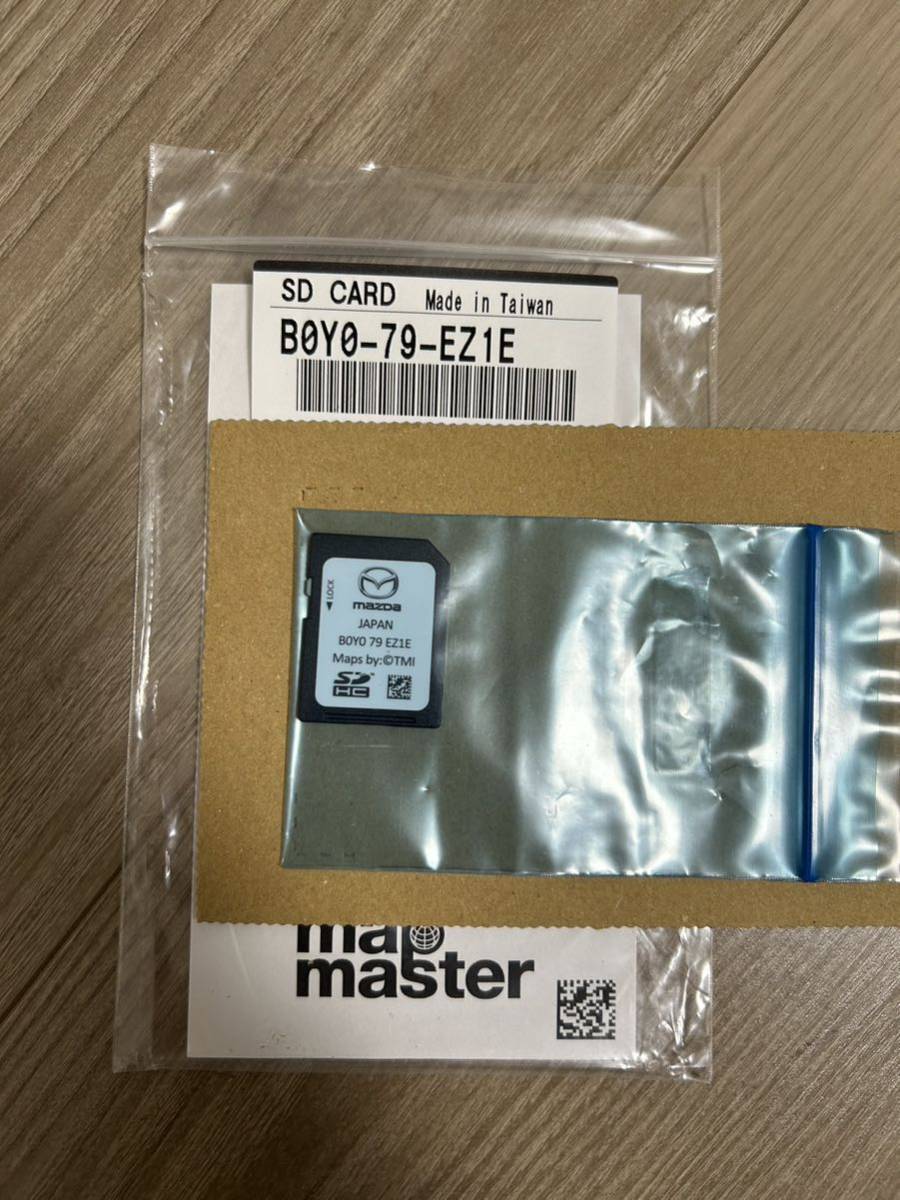 SD CARD Made in Taiwan
B0Y0-79-EZ1E
LOCK
mazda
JAPAN
B0Y0 79 EZ1E
Maps by:©TMI
SD
HC
map
master